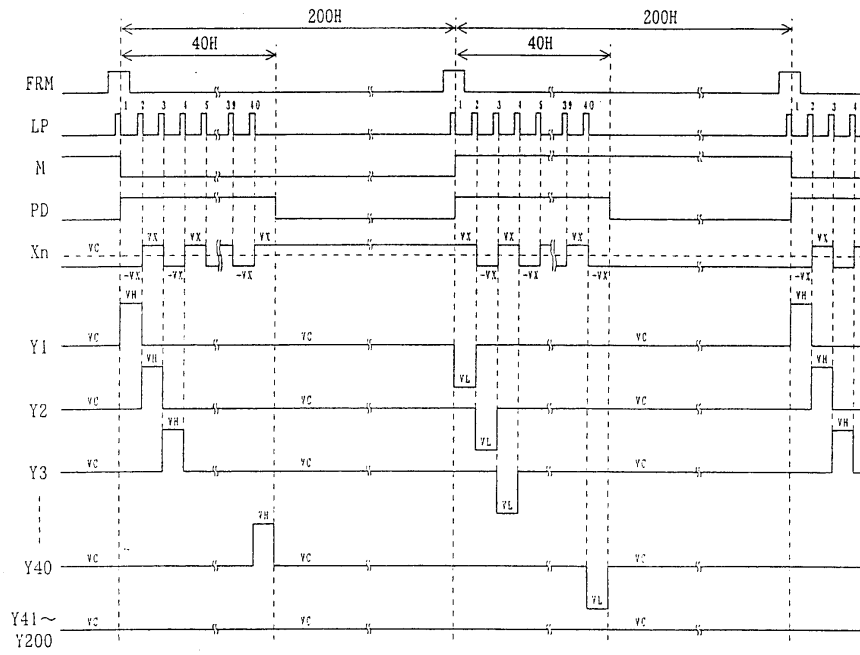 200H 200H
40H 40H
FRM
1 2 3 4 5 39 40 1 2 3 4 5 39 40 1 2 3 4
LP
M
PD
VX VX VX VX VX VX VX
Xn VC
-VX -VX -VX -VX -VX -VX -VX
VH VH
Y1 VC VC VC
VH VL VH
Y2 VC VC VC
VH VL VH
Y3 VC VC VC
VL
VH
Y40 VC VC VC
VL
Y41～ VC VC VC
Y200